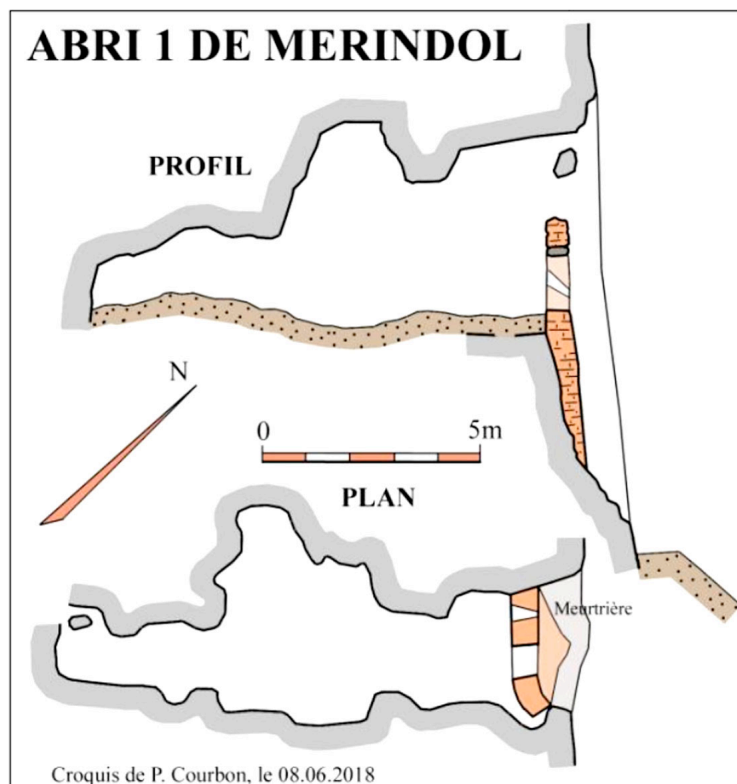 ABRI 1 DE MERINDOL
PROFIL
N
0 5m
PLAN
Meurtrière
Croquis de P. Courbon, le 08.06.2018